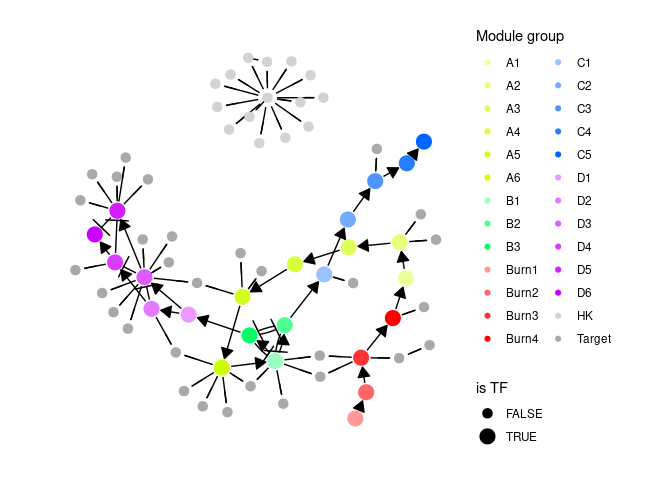 Module group
A1 C1
A2 C2
A3 C3
A4 C4
A5 C5
A6 D1
B1 D2
B2 D3
B3 D4
Burn1 D5
Burn2 D6
Burn3 HK
Burn4 Target
is TF
FALSE
TRUE